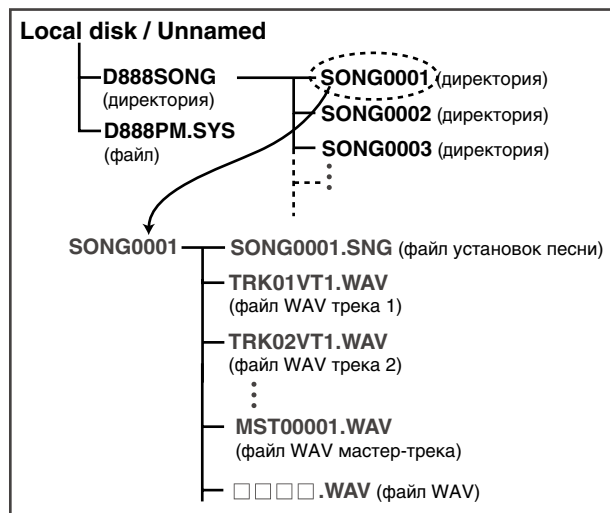 Local disk / Unnamed
D888SONG
(директория)
D888PM.SYS
(файл)
SONG0001 (директория)
SONG0002 (директория)
SONG0003 (директория)
SONG0001
SONG0001.SNG (файл установок песни)
TRK01VT1.WAV
(файл WAV трека 1)
TRK02VT1.WAV
(файл WAV трека 2)
MST00001.WAV
(файл WAV мастер-трека)
□□□□.WAV (файл WAV)